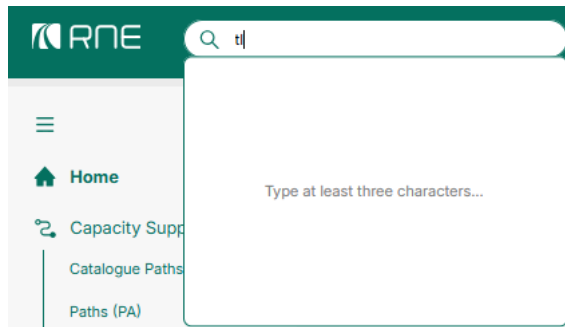 RNE
tl
Type at least three characters...
Home
Capacity Supp
Catalogue Paths
Paths (PA)